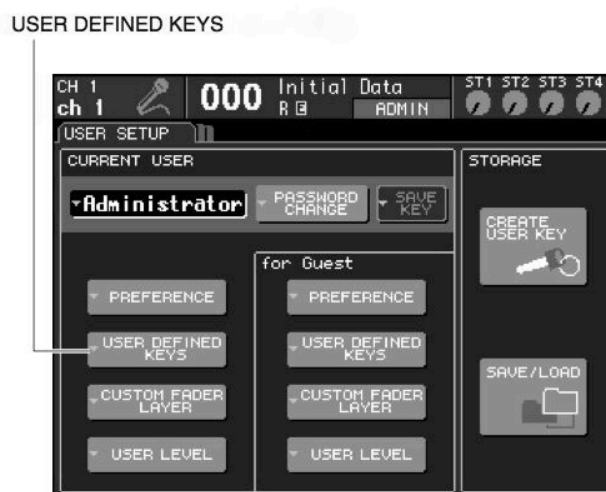 USER DEFINED KEYS
CH 1
ch 1
000
Initial Data
R E
ADMIN
ST1 ST2 ST3 ST4
USER SETUP
CURRENT USER
Administrator
PASSWORD
CHANGE
SAVE
KEY
PREFERENCE
USER DEFINED
KEYS
CUSTOM FADER
LAYER
USER LEVEL
for Guest
PREFERENCE
USER DEFINED
KEYS
CUSTOM FADER
LAYER
USER LEVEL
STORAGE
CREATE
USER KEY
SAVE/LOAD